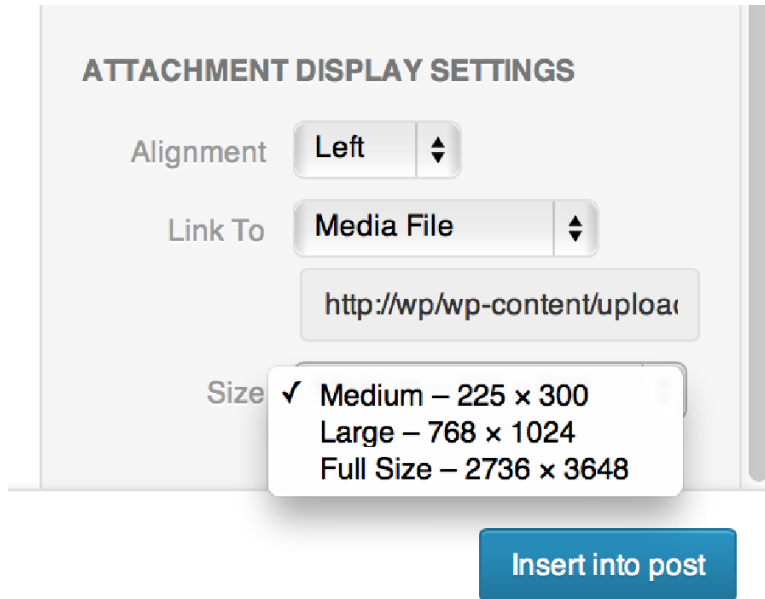 ATTACHMENT DISPLAY SETTINGS
Alignment Left
Link To Media File
http://wp/wp-content/upload
Size ✓ Medium – 225 × 300
Large – 768 × 1024
Full Size – 2736 × 3648
Insert into post